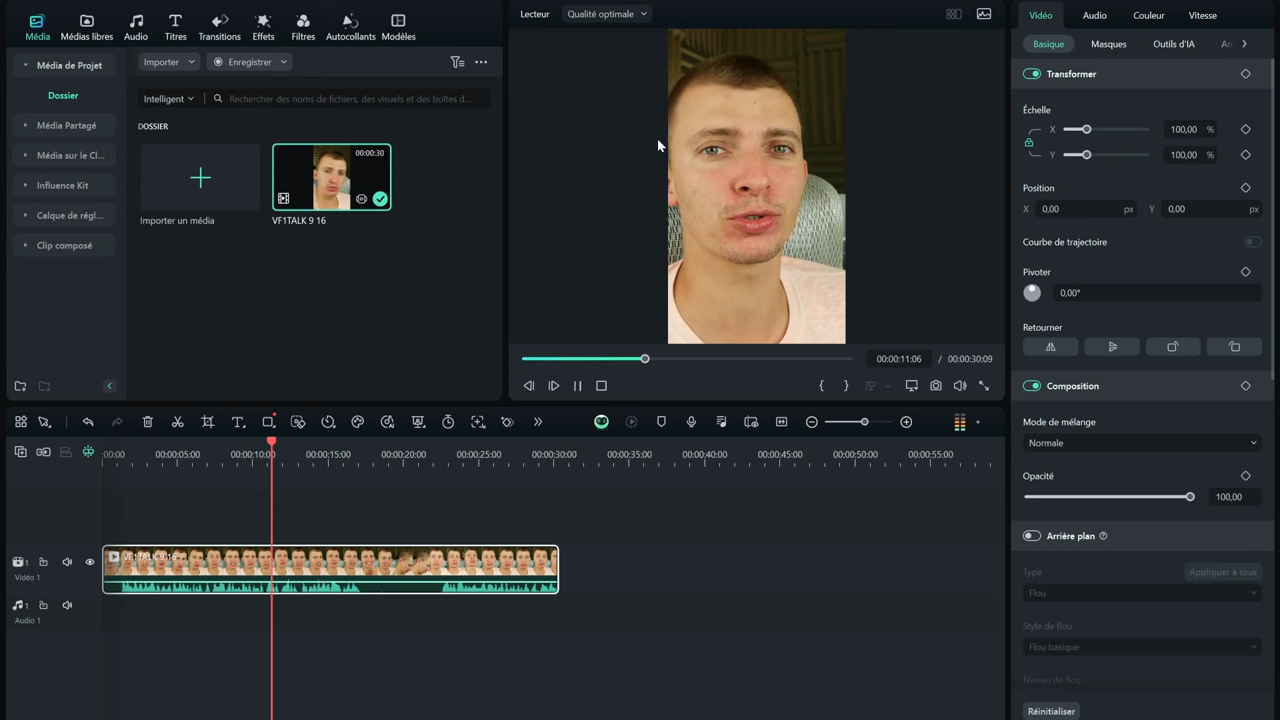 Média
Médias libres
Audio
Titres
Transitions
Effets
Filtres
Autocollants
Modèles
Média de Projet
Dossier
Média Partagé
Média sur le Cl...
Influence Kit
Calque de régl...
Clip composé
Importer
Enregistrer
Intelligent
Rechercher des noms de fichiers, des visuels et des boîtes d...
DOSSIER
Importer un média
00:00:30
VF1TALK 9 16
Lecteur
Qualité optimale
00:00:11:06 / 00:00:30:09
Vidéo
Audio
Couleur
Vitesse
Basique
Masques
Outils d'IA
Transformer
Échelle
X 100,00 %
Y 100,00 %
Position
X 0,00 px Y 0,00 px
Courbe de trajectoire
Pivoter
0,00°
Retourner
Composition
Mode de mélange
Normale
Opacité
100,00
Arrière plan
Type
Appliquer à tous
Flou
Style de flou
Flou basique
Niveau de flou
Réinitialiser
:00:00 00:00:05:00 00:00:10:00 00:00:15:00 00:00:20:00 00:00:25:00 00:00:30:00 00:00:35:00 00:00:40:00 00:00:45:00 00:00:50:00 00:00:55:00
VF1TALK 9 16
1
Vidéo 1
1
Audio 1